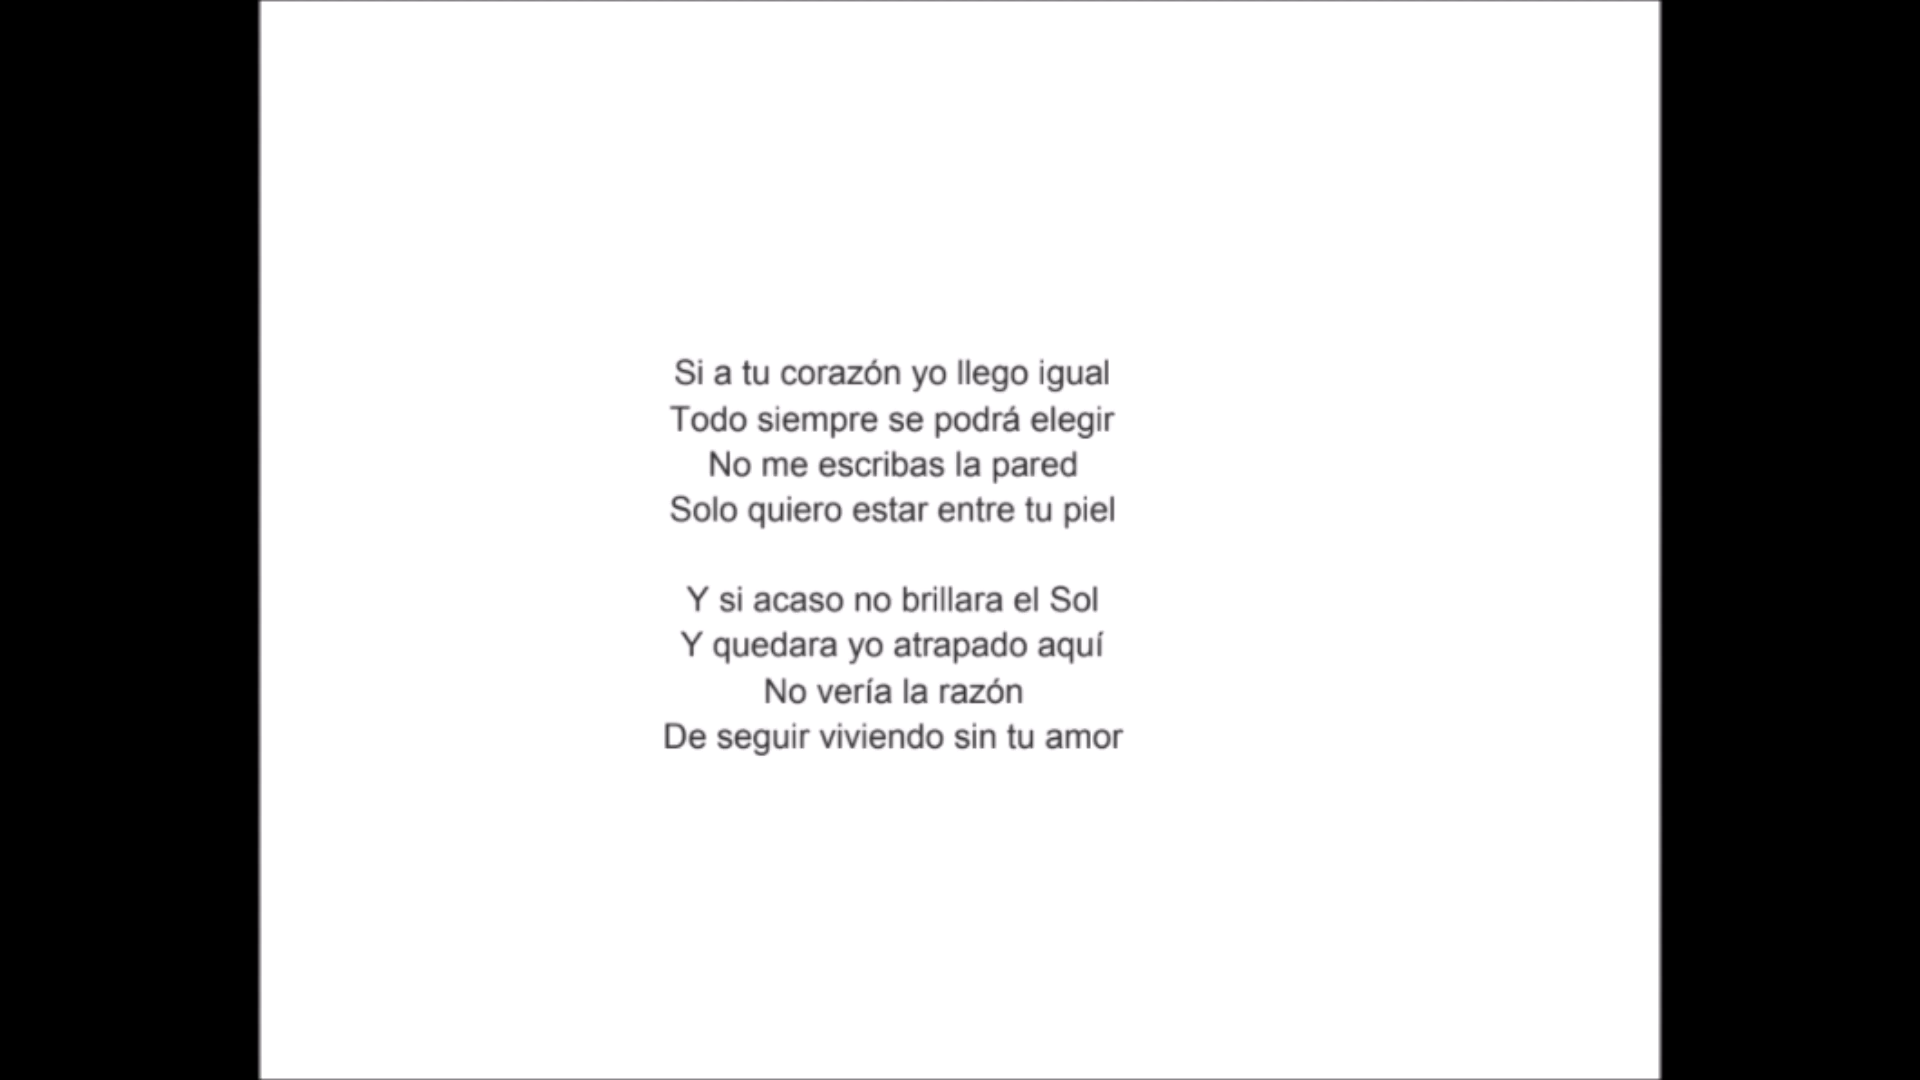 Si a tu corazón yo llego igual
Todo siempre se podrá elegir
No me escribas la pared
Solo quiero estar entre tu piel
Y si acaso no brillara el Sol
Y quedara yo atrapado aquí
No vería la razón
De seguir viviendo sin tu amor